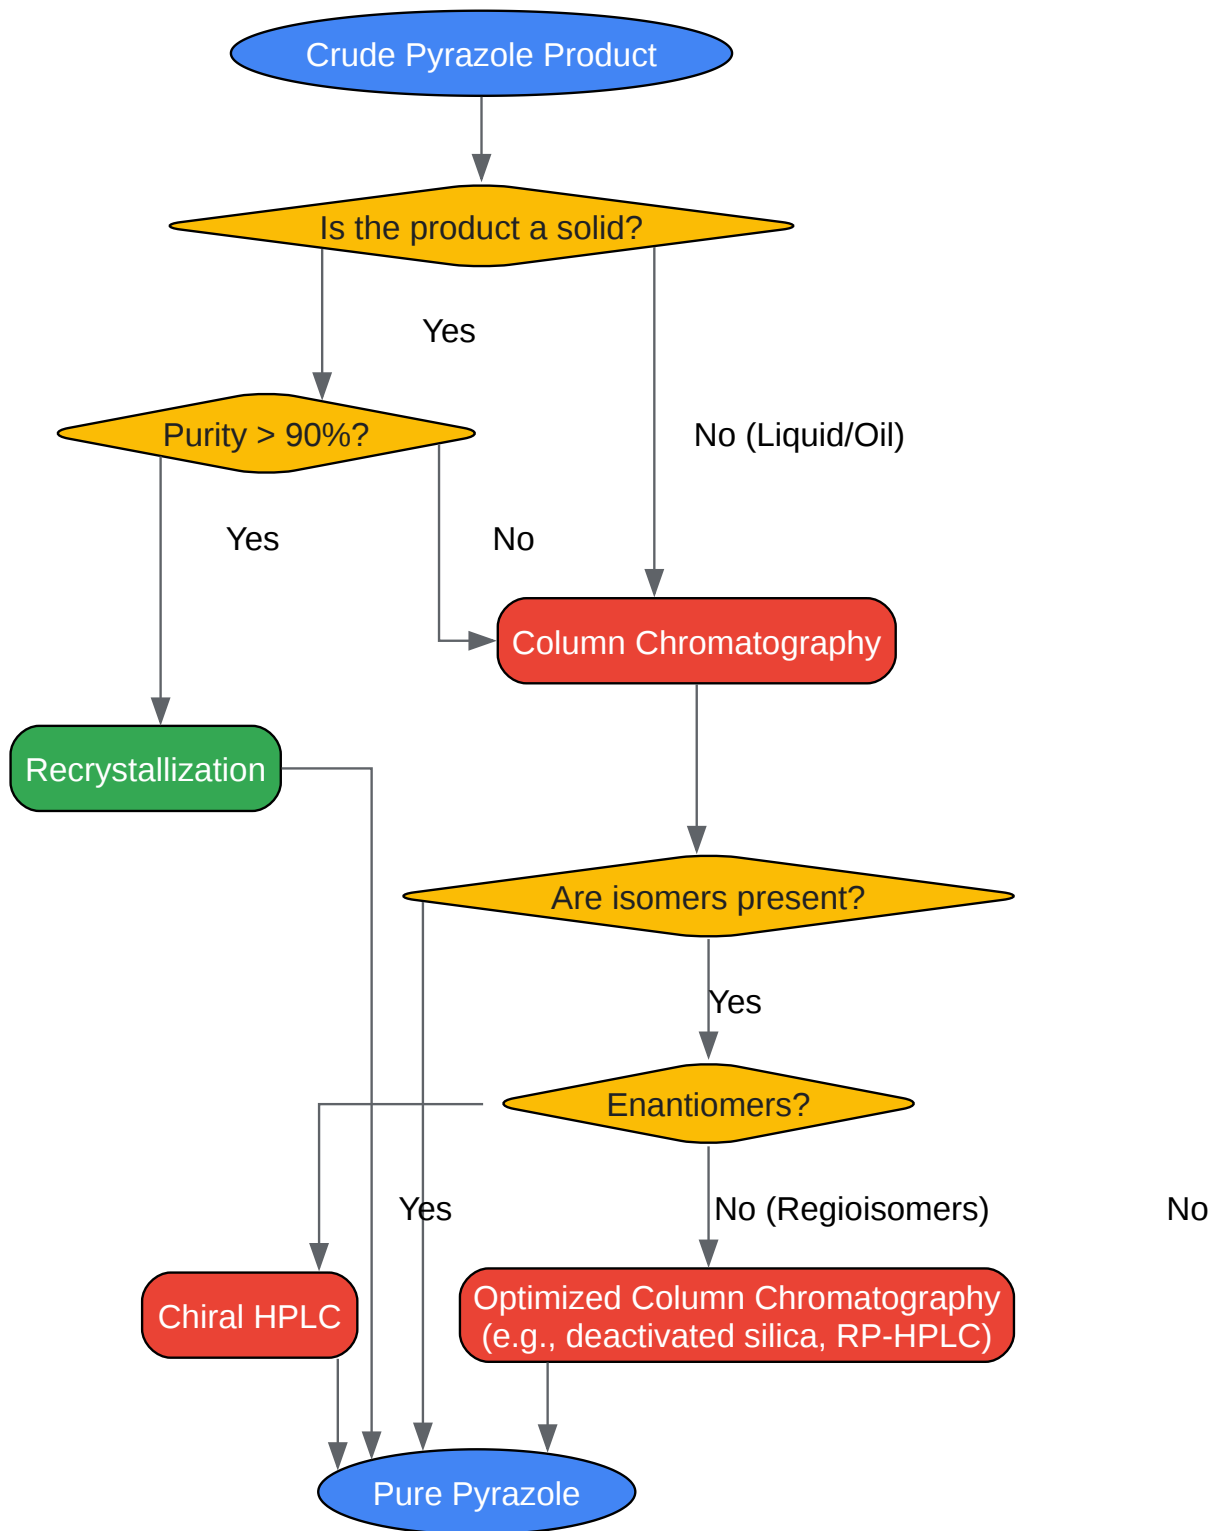 Crude Pyrazole Product
Is the product a solid?
Yes
Purity > 90%?
No (Liquid/Oil)
Yes
No
Column Chromatography
Recrystallization
Are isomers present?
Yes
Enantiomers?
Yes
No (Regioisomers)
No
Chiral HPLC
Optimized Column Chromatography
(e.g., deactivated silica, RP-HPLC)
Pure Pyrazole